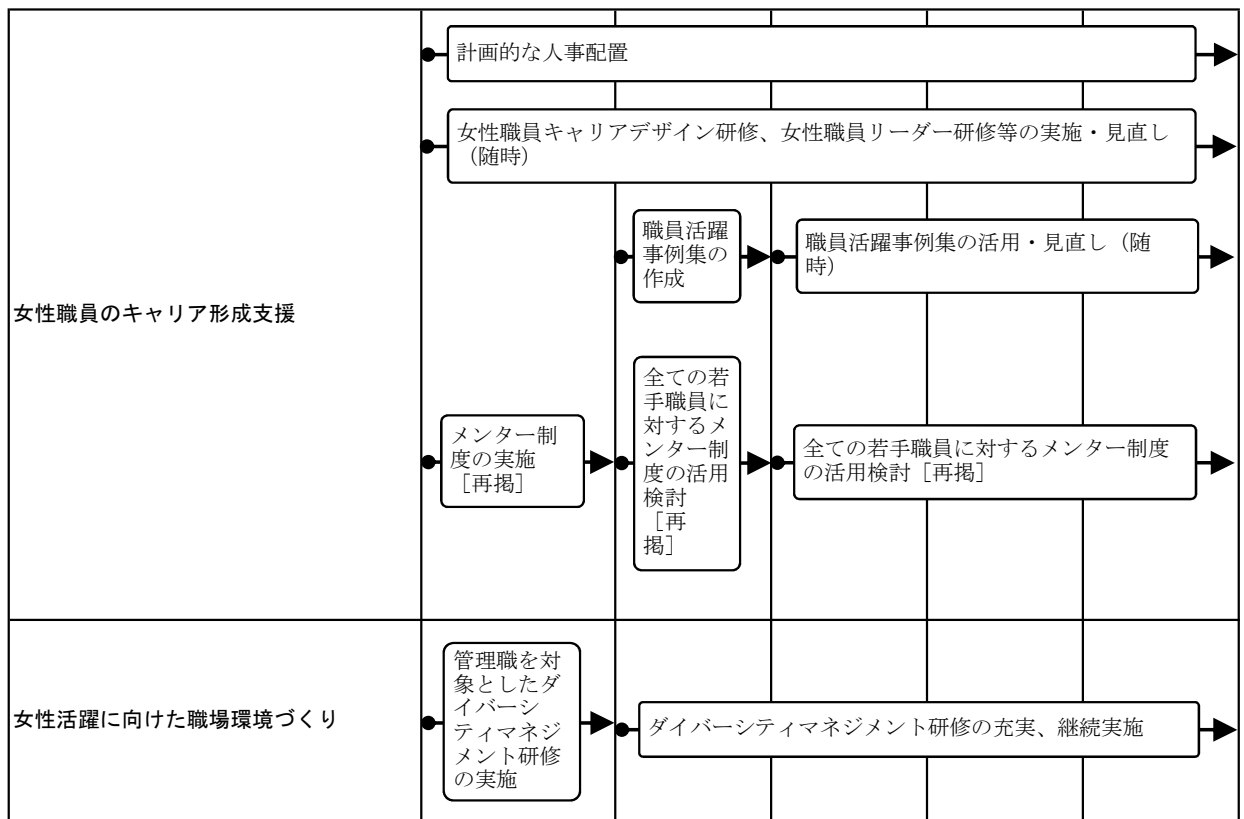 計画的な人事配置
女性職員キャリアデザイン研修、女性職員リーダー研修等の実施・見直し
（随時）
職員活躍
事例集の
作成
職員活躍事例集の活用・見直し（随
時）
女性職員のキャリア形成支援
メンター制
度の実施
［再掲］
全ての若
手職員に
対するメ
ンター制
度の活用
検討
［再
掲］
全ての若手職員に対するメンター制度
の活用検討［再掲］
女性活躍に向けた職場環境づくり
管理職を対
象としたダ
イバーシ
ティマネジ
メント研修
の実施
ダイバーシティマネジメント研修の充実、継続実施